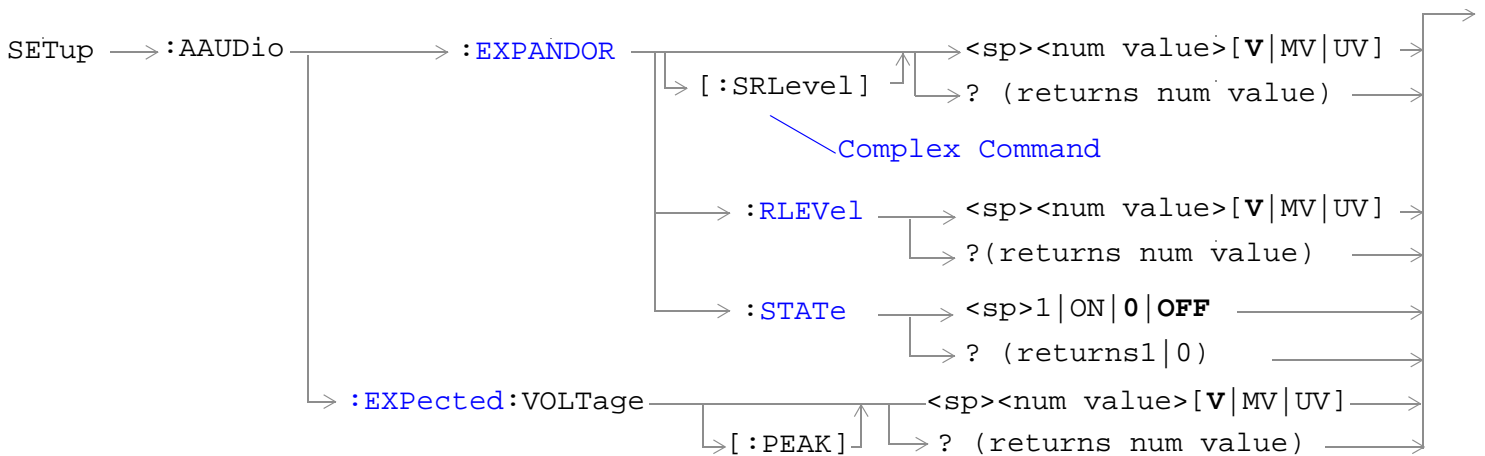 SETup :AAUDio :EXPANDOR <sp><num value>[V|MV|UV]
[:SRLevel] ? (returns num value)
Complex Command
:RLEVel <sp><num value>[V|MV|UV]
?(returns num value)
:STATe <sp>1|ON|0|OFF
? (returns1|0)
:EXPected:VOLTage <sp><num value>[V|MV|UV]
[:PEAK] ? (returns num value)